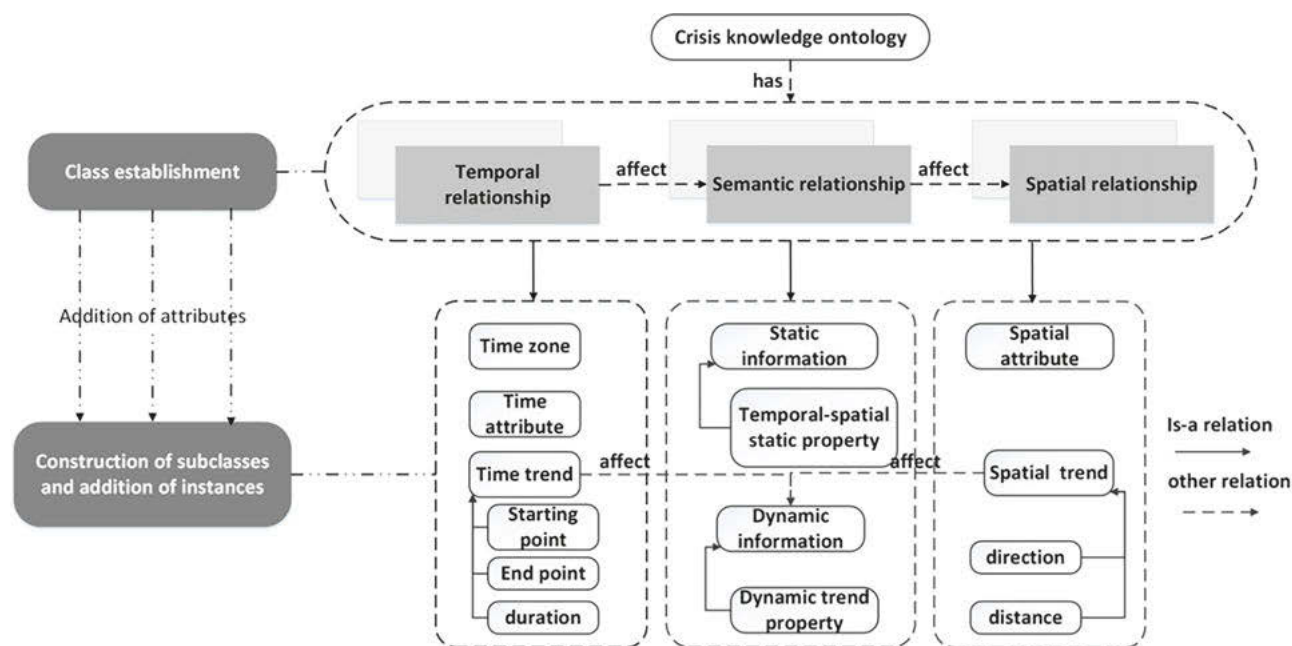 Crisis knowledge ontology
has
Class establishment
Temporal
relationship
affect
Semantic relationship
affect
Spatial relationship
Addition of attributes
Construction of subclasses
and addition of instances
Time zone
Time
attribute
Time trend
Starting
point
End point
duration
affect
Static
information
Temporal-spatial
static property
Dynamic
information
Dynamic trend
property
affect
Spatial
attribute
Spatial trend
direction
distance
Is-a relation
other relation